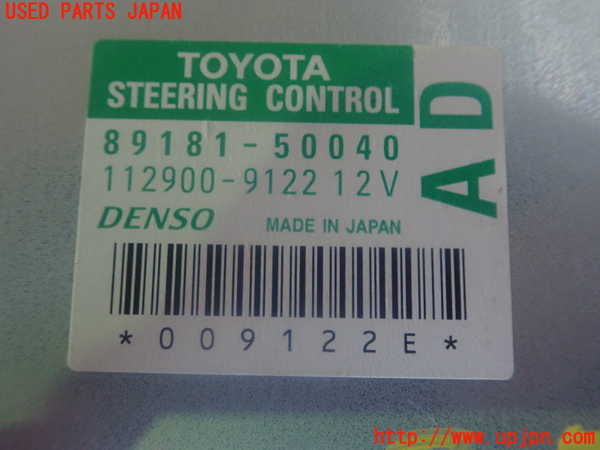 USED PARTS JAPAN
TOYOTA
STEERING CONTROL
89181-50040
112900-9122 12V
DENSO MADE IN JAPAN
*009122E*
AD
http://www.upjpn.com/